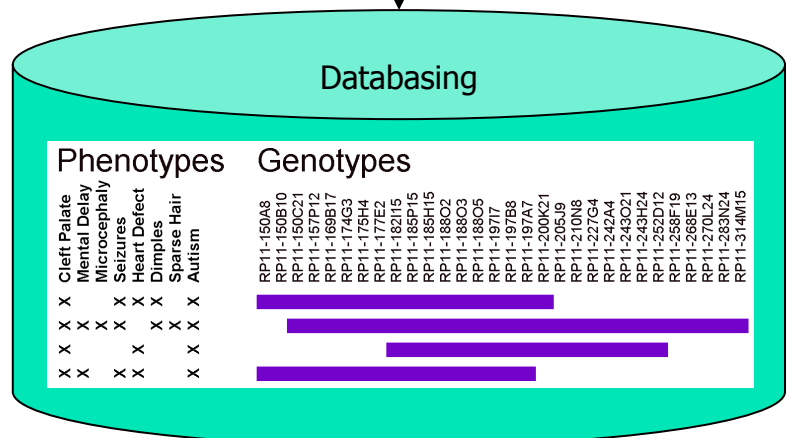 Databasing
Phenotypes
Genotypes
Cleft Palate
Mental Delay
Microcephaly
Seizures
Heart Defect
Dimples
Sparse Hair
Autism
RP11-150A8
RP11-150B10
RP11-150C21
RP11-157P12
RP11-169B17
RP11-174G3
RP11-175H4
RP11-177E2
RP11-182I15
RP11-185P15
RP11-185H15
RP11-188O2
RP11-188O3
RP11-188O5
RP11-197I7
RP11-197B8
RP11-197A7
RP11-200K21
RP11-205J9
RP11-210N8
RP11-227G4
RP11-242A4
RP11-243O21
RP11-243H24
RP11-252D12
RP11-258F19
RP11-268E13
RP11-270L24
RP11-283N24
RP11-314M15
X X X X
X X X X X X X
X X X
X X X X X